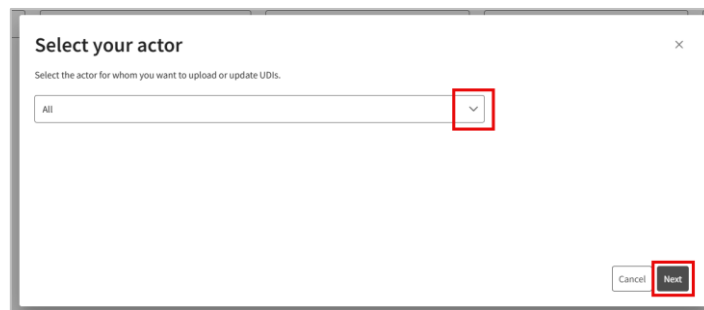 Select your actor
Select the actor for whom you want to upload or update UDIs.
All
Cancel
Next